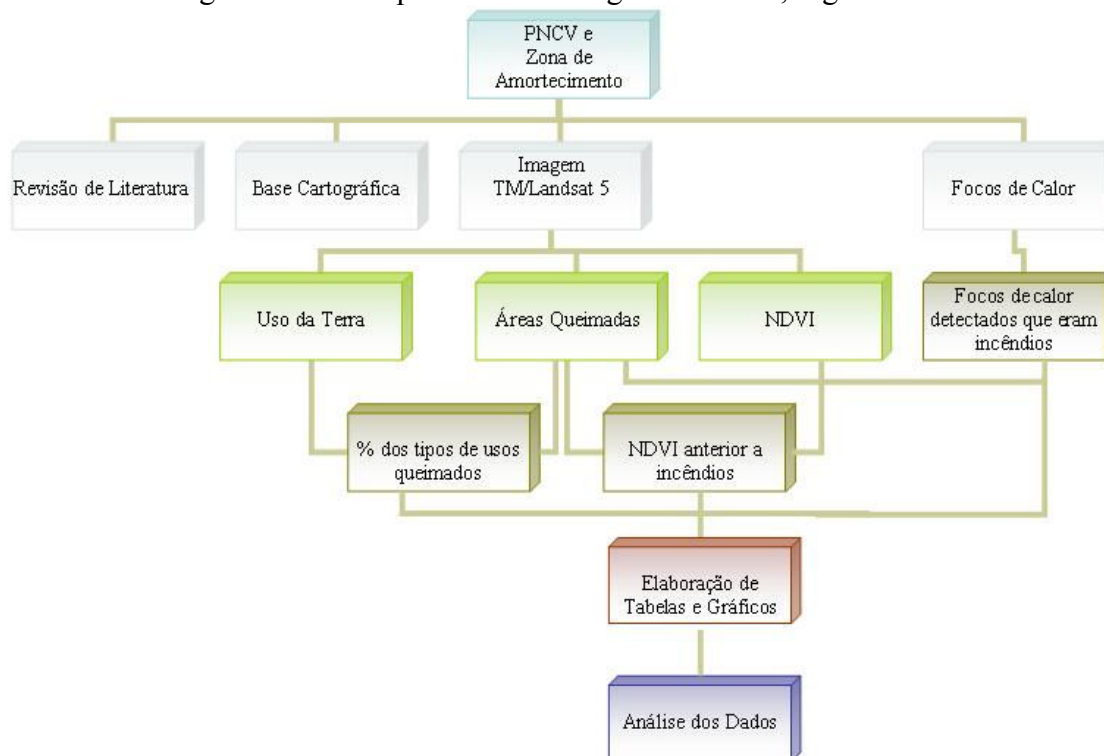 PNCV e
Zona de
Amortecimento
Revisão de Literatura
Base Cartográfica
Imagem
TM/Landsat 5
Focos de Calor
Uso da Terra
Áreas Queimadas
NDVI
Focos de calor
detectados que eram
incêndios
% dos tipos de usos
queimados
NDVI anterior a
incêndios
Elaboração de
Tabelas e Gráficos
Análise dos Dados